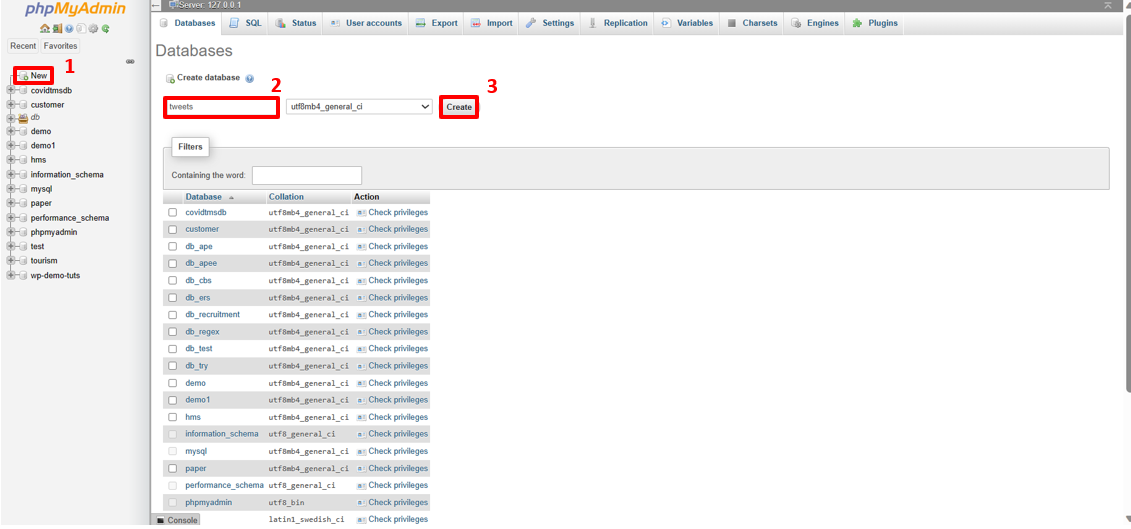 phpMyAdmin
Recent Favorites
New
covidtmsdb
customer
db
demo
demo1
hms
information_schema
mysql
paper
performance_schema
phpmyadmin
test
tourism
wp-demo-tuts
1
Server: 127.0.0.1
Databases SQL Status User accounts Export Import Settings Replication Variables Charsets Engines Plugins
Databases
Create database
2
3
tweets utf8mb4_general_ci Create
Filters
Containing the word:
Database Collation Action
covidtmsdb utf8mb4_general_ci Check privileges
customer utf8mb4_general_ci Check privileges
db_ape utf8mb4_general_ci Check privileges
db_apee utf8mb4_general_ci Check privileges
db_cbs utf8mb4_general_ci Check privileges
db_ers utf8mb4_general_ci Check privileges
db_recruitment utf8mb4_general_ci Check privileges
db_regex utf8mb4_general_ci Check privileges
db_test utf8mb4_general_ci Check privileges
db_try utf8mb4_general_ci Check privileges
demo utf8mb4_general_ci Check privileges
demo1 utf8mb4_general_ci Check privileges
hms utf8mb4_general_ci Check privileges
information_schema utf8_general_ci Check privileges
mysql utf8mb4_general_ci Check privileges
paper utf8mb4_general_ci Check privileges
performance_schema utf8_general_ci Check privileges
phpmyadmin utf8_bin Check privileges
latin1_swedish_ci Check privileges
Console